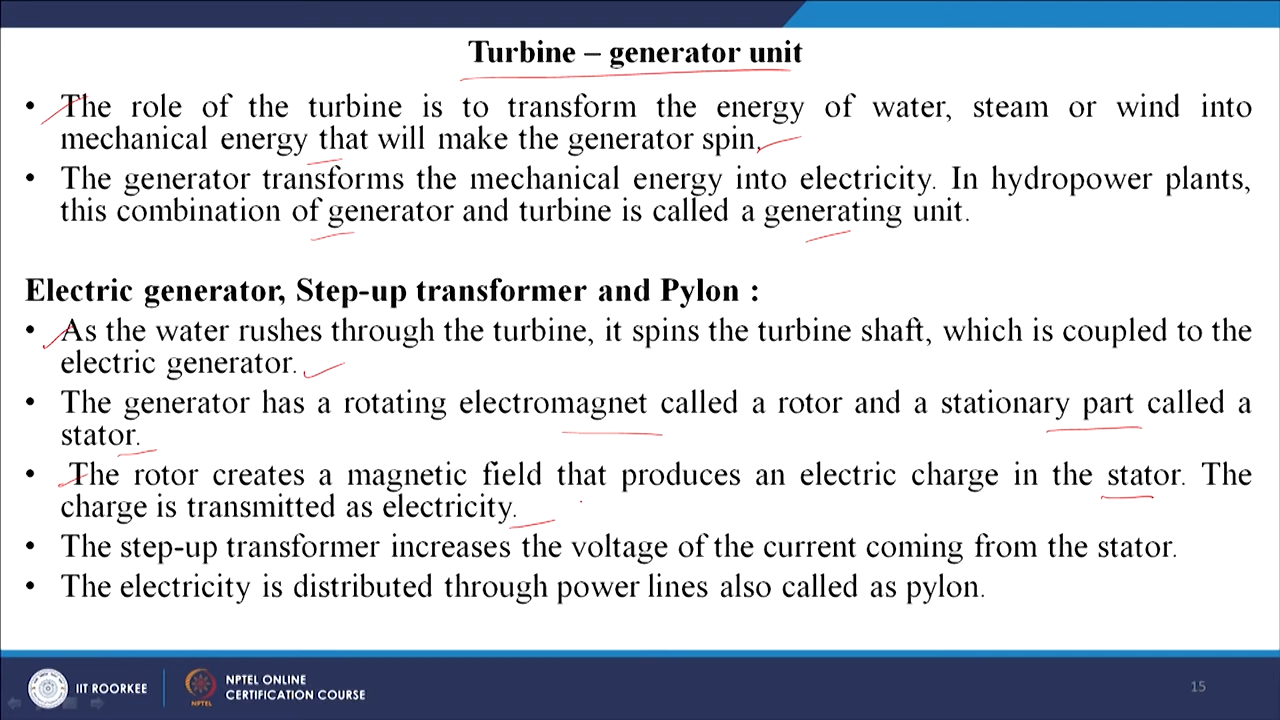 Turbine – generator unit
• The role of the turbine is to transform the energy of water, steam or wind into
mechanical energy that will make the generator spin.
• The generator transforms the mechanical energy into electricity. In hydropower plants,
this combination of generator and turbine is called a generating unit.
Electric generator, Step-up transformer and Pylon :
• As the water rushes through the turbine, it spins the turbine shaft, which is coupled to the
electric generator.
• The generator has a rotating electromagnet called a rotor and a stationary part called a
stator.
• The rotor creates a magnetic field that produces an electric charge in the stator. The
charge is transmitted as electricity.
• The step-up transformer increases the voltage of the current coming from the stator.
• The electricity is distributed through power lines also called as pylon.
IIT ROORKEE
NPTEL
NPTEL ONLINE
CERTIFICATION COURSE
15